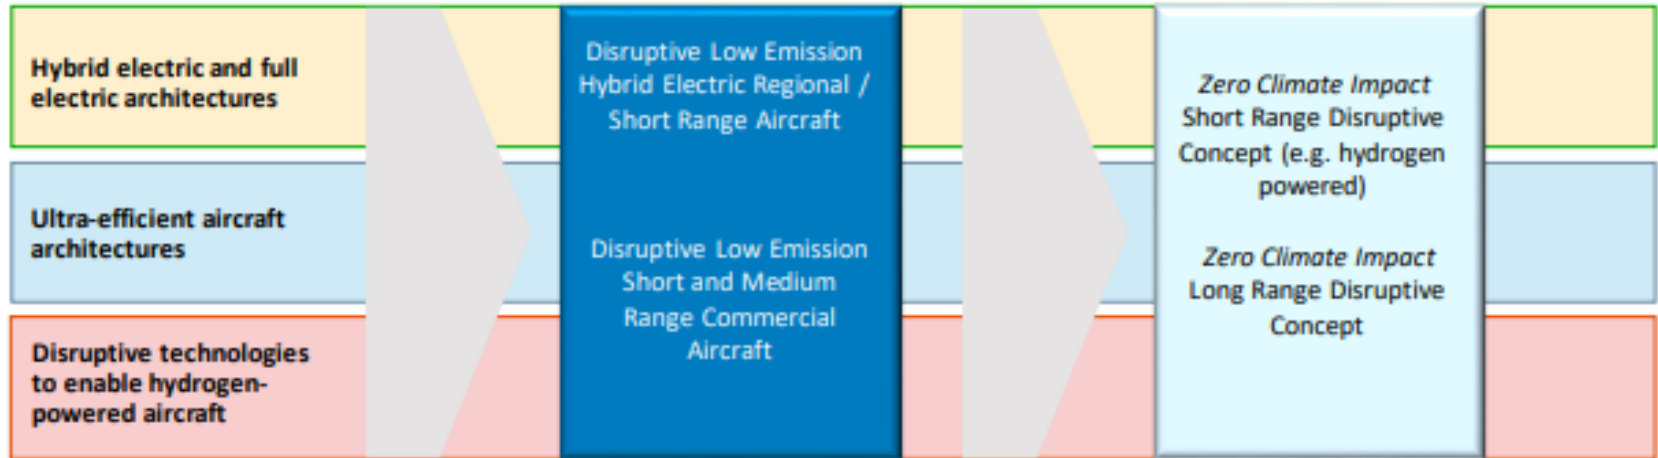 Hybrid electric and full
electric architectures
Ultra-efficient aircraft
architectures
Disruptive technologies
to enable hydrogen-
powered aircraft
Disruptive Low Emission
Hybrid Electric Regional /
Short Range Aircraft
Disruptive Low Emission
Short and Medium
Range Commercial
Aircraft
Zero Climate Impact
Short Range Disruptive
Concept (e.g. hydrogen
powered)
Zero Climate Impact
Long Range Disruptive
Concept